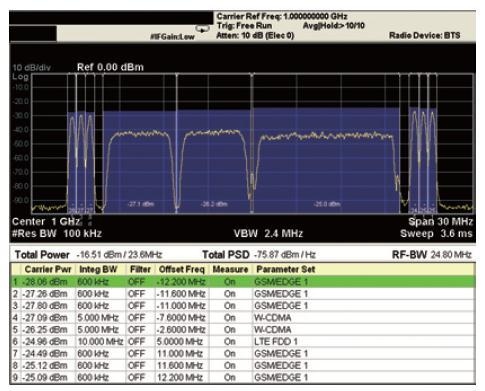 Carrier Ref Freq: 1.000000000 GHz
Trig: Free Run Avg|Hold:>10/10
#IFGain:Low Atten: 10 dB (Elec 0) Radio Device: BTS
10 dB/div Ref 0.00 dBm
Log
-10.0
-20.0
-30.0
-40.0
-50.0
-60.0
-70.0
-80.0
-90.0
-27.1 dBm -26.2 dBm -25.0 dBm
Center 1 GHz Span 30 MHz
#Res BW 100 kHz VBW 2.4 MHz Sweep 3.6 ms
Total Power -16.51 dBm / 23.6MHz Total PSD -75.87 dBm / Hz RF-BW 24.80 MHz
Carrier Pwr Integ BW Filter Offset Freq Measure Parameter Set
1 -28.06 dBm 600 kHz OFF -12.200 MHz On GSM/EDGE 1
2 -27.26 dBm 600 kHz OFF -11.600 MHz On GSM/EDGE 1
3 -27.80 dBm 600 kHz OFF -11.000 MHz On GSM/EDGE 1
4 -27.09 dBm 5.000 MHz OFF -7.6000 MHz On W-CDMA
5 -26.25 dBm 5.000 MHz OFF -2.6000 MHz On W-CDMA
6 -24.96 dBm 10.000 MHz OFF 5.0000 MHz On LTE FDD 1
7 -24.49 dBm 600 kHz OFF 11.000 MHz On GSM/EDGE 1
8 -25.12 dBm 600 kHz OFF 11.600 MHz On GSM/EDGE 1
9 -25.09 dBm 600 kHz OFF 12.200 MHz On GSM/EDGE 1